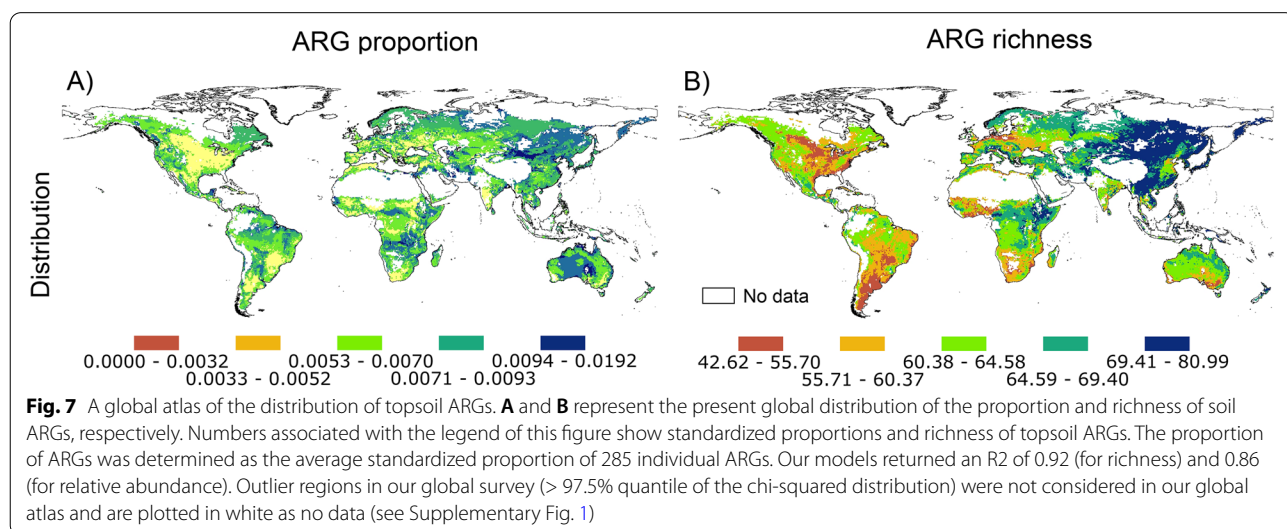 ARG proportion
ARG richness
A)
B)
Distribution
No data
0.0000 - 0.0032
0.0033 - 0.0052
0.0053 - 0.0070
0.0071 - 0.0093
0.0094 - 0.0192
42.62 - 55.70
55.71 - 60.37
60.38 - 64.58
64.59 - 69.40
69.41 - 80.99
Fig. 7 A global atlas of the distribution of topsoil ARGs. A and B represent the present global distribution of the proportion and richness of soil
ARGs, respectively. Numbers associated with the legend of this figure show standardized proportions and richness of topsoil ARGs. The proportion
of ARGs was determined as the average standardized proportion of 285 individual ARGs. Our models returned an R2 of 0.92 (for richness) and 0.86
(for relative abundance). Outlier regions in our global survey (> 97.5% quantile of the chi-squared distribution) were not considered in our global
atlas and are plotted in white as no data (see Supplementary Fig. 1)